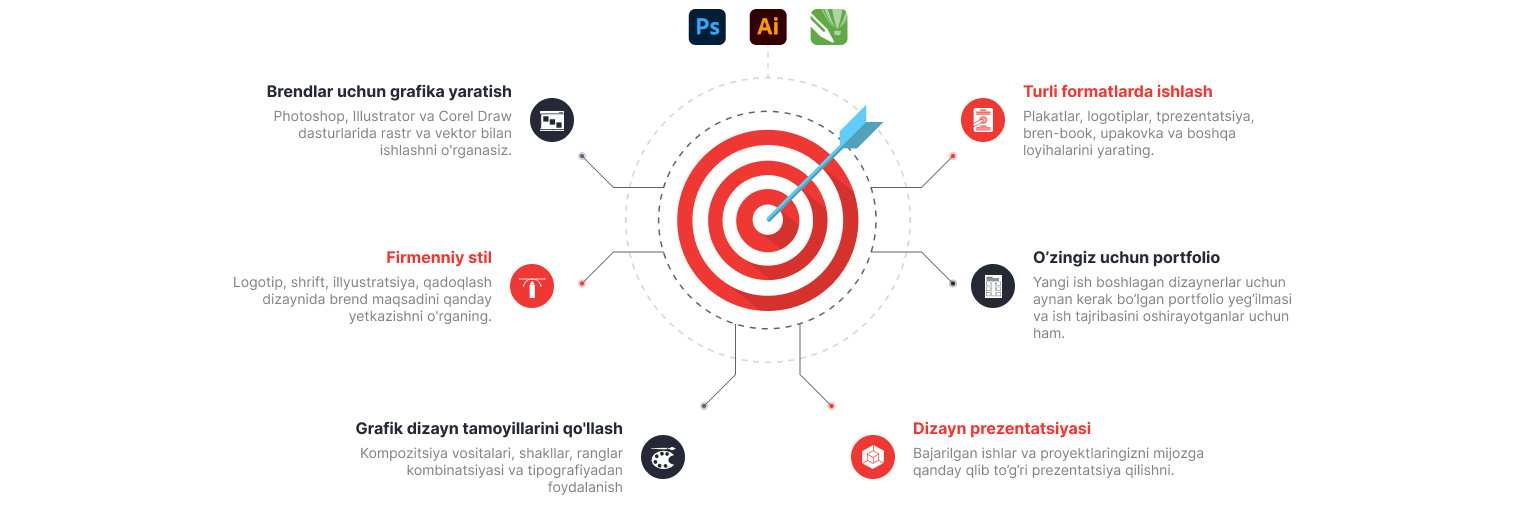 Ps
Ai
Brendlar uchun grafika yaratish
Photoshop, Illustrator va Corel Draw
dasturlarida rastr va vektor bilan
ishlashni o'rganasiz.
Turli formatlarda ishlash
Plakatlar, logotiplar, tprezentatsiya,
bren-book, upakovka va boshqa
loyihalarini yarating.
Firmenniy stil
Logotip, shrift, illyustratsiya, qadoqlash
dizaynida brend maqsadini qanday
yetkazishni o'rganing.
O’zingiz uchun portfolio
Yangi ish boshlagan dizaynerlar uchun
aynan kerak bo’lgan portfolio yeg’ilmasi
va ish tajribasini oshirayotganlar uchun
ham.
Grafik dizayn tamoyillarini qo'llash
Kompozitsiya vositalari, shakllar, ranglar
kombinatsiyasi va tipografiyadan
foydalanish
Dizayn prezentatsiyasi
Bajarilgan ishlar va proyektlaringizni mijozga
qanday qlib to’g’ri prezentatsiya qilishni.